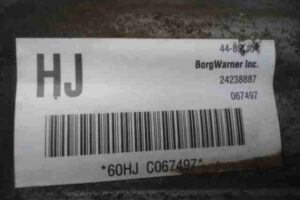 HJ
BorgWarner Inc.
24238887
067497
*60HJ C067497*